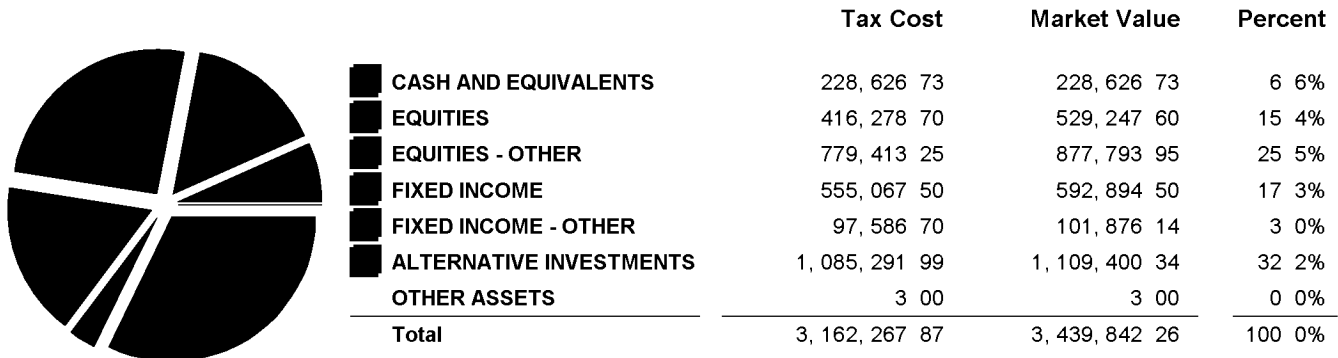 Tax Cost Market Value Percent
CASH AND EQUIVALENTS 228, 626 73 228, 626 73 6 6%
EQUITIES 416, 278 70 529, 247 60 15 4%
EQUITIES - OTHER 779, 413 25 877, 793 95 25 5%
FIXED INCOME 555, 067 50 592, 894 50 17 3%
FIXED INCOME - OTHER 97, 586 70 101, 876 14 3 0%
ALTERNATIVE INVESTMENTS 1, 085, 291 99 1, 109, 400 34 32 2%
OTHER ASSETS 3 00 3 00 0 0%
Total 3, 162, 267 87 3, 439, 842 26 100 0%